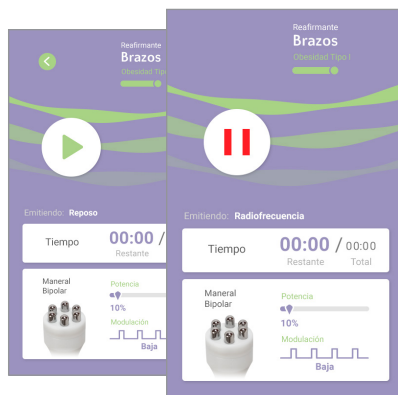 Reafirmante
Brazos
Obesidad Tip
Emitiendo: Reposo
Tiempo
00:00 /
Restante
Maneral
Bipolar
Potencia
10%
Modulación
Baja
Reafirmante
Brazos
Obesidad Tipo I
Emitiendo: Radiofrecuencia
Tiempo
00:00 / 00:00
Restante Total
Maneral
Bipolar
Potencia
10%
Modulación
Baja